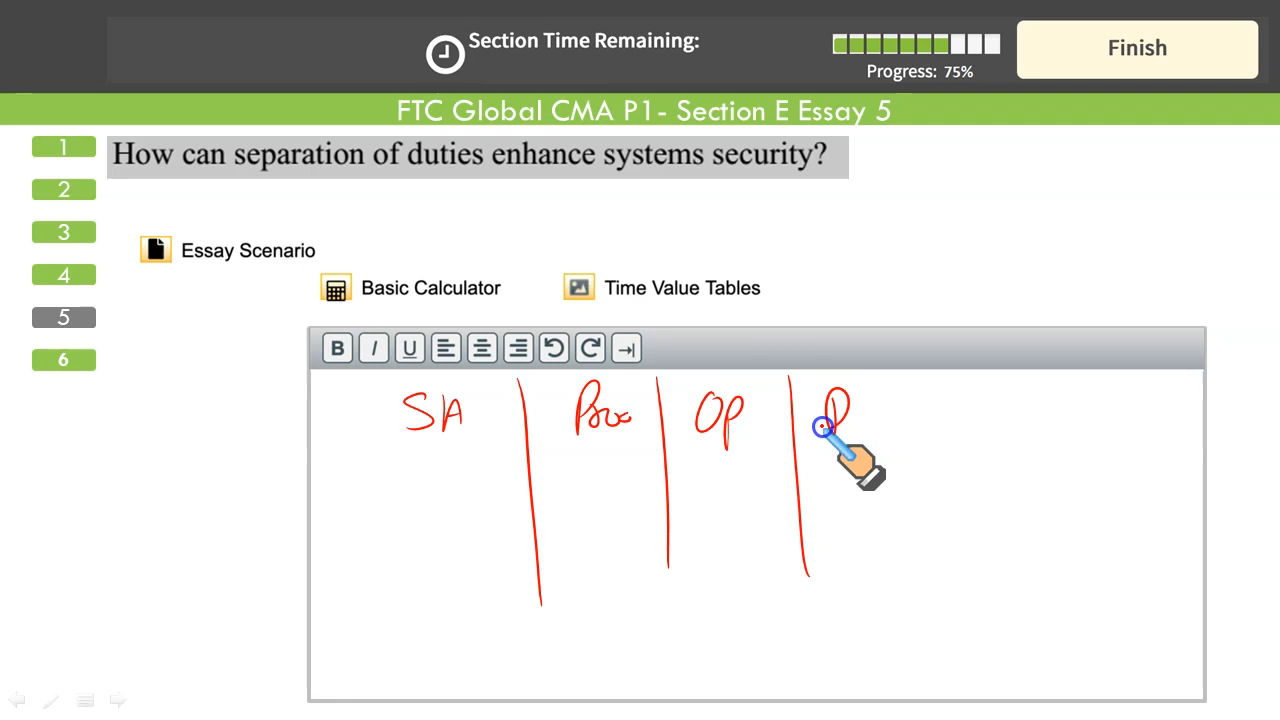 Section Time Remaining:
Progress: 75%
Finish
FTC Global CMA P1- Section E Essay 5
1
How can separation of duties enhance systems security?
2
3
4
5
6
Essay Scenario
Basic Calculator
Time Value Tables
B I U
SA
Op